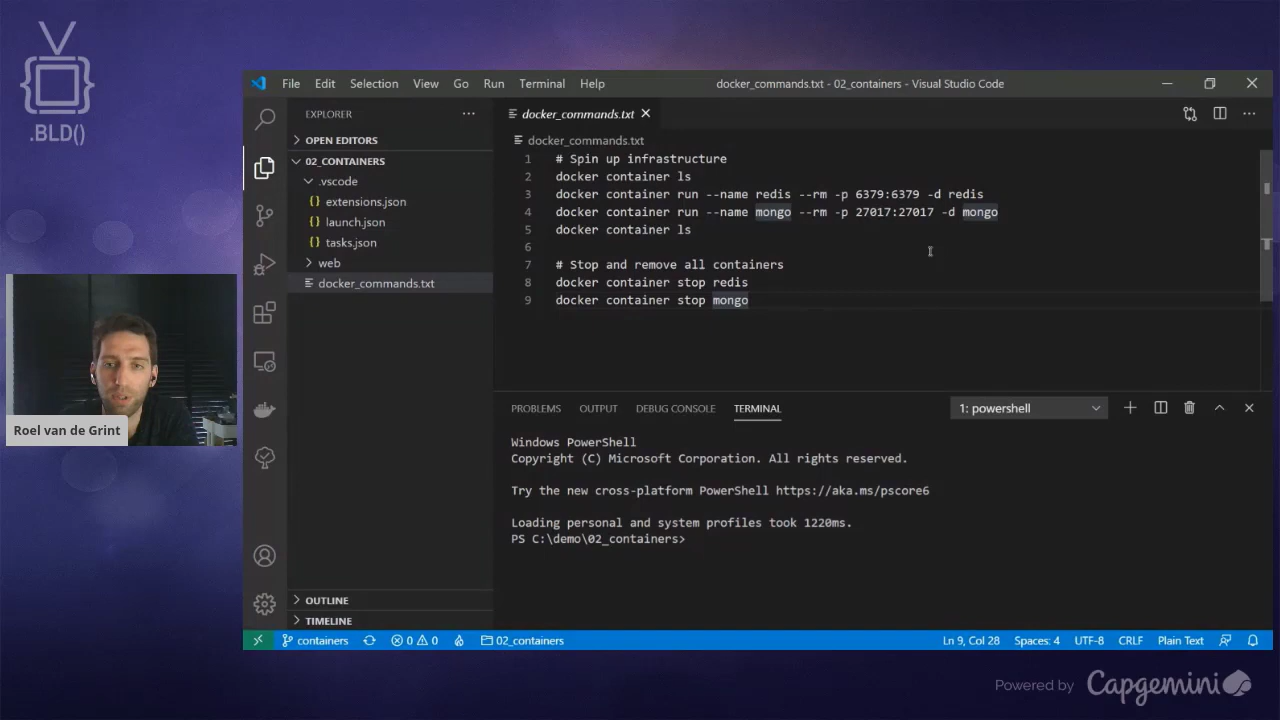 .BLD()
File Edit Selection View Go Run Terminal Help
docker_commands.txt - 02_containers - Visual Studio Code
EXPLORER
OPEN EDITORS
02_CONTAINERS
.vscode
extensions.json
launch.json
tasks.json
web
docker_commands.txt
OUTLINE
TIMELINE
docker_commands.txt
docker_commands.txt
1 # Spin up infrastructure
2 docker container ls
3 docker container run --name redis --rm -p 6379:6379 -d redis
4 docker container run --name mongo --rm -p 27017:27017 -d mongo
5 docker container ls
6
7 # Stop and remove all containers
8 docker container stop redis
9 docker container stop mongo
PROBLEMS OUTPUT DEBUG CONSOLE TERMINAL 1: powershell
Windows PowerShell
Copyright (C) Microsoft Corporation. All rights reserved.
Try the new cross-platform PowerShell https://aka.ms/pscore6
Loading personal and system profiles took 1220ms.
PS C:\demo\02_containers>
Roel van de Grint
containers 0 0 02_containers Ln 9, Col 28 Spaces: 4 UTF-8 CRLF Plain Text
Powered by Capgemini